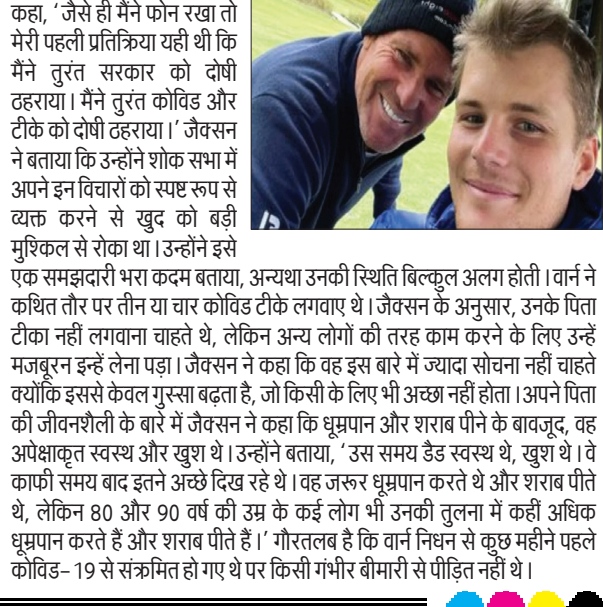 कहा, ‘जैसे ही मैंने फोन रखा तो
मेरी पहली प्रतिक्रिया यही थी कि
मैंने तुरंत सरकार को दोषी
ठहराया। मैंने तुरंत कोविड और
टीके को दोषी ठहराया।’ जैक्सन
ने बताया कि उन्होंने शोक सभा में
अपने इन विचारों को स्पष्ट रूप से
व्यक्त करने से खुद को बड़ी
मुश्किल से रोका था। उन्होंने इसे
एक समझदारी भरा कदम बताया, अन्यथा उनकी स्थिति बिल्कुल अलग होती। वार्न ने
कथित तौर पर तीन या चार कोविड टीके लगवाए थे। जैक्सन के अनुसार, उनके पिता
टीका नहीं लगवाना चाहते थे, लेकिन अन्य लोगों की तरह काम करने के लिए उन्हें
मजबूरन इन्हें लेना पड़ा। जैक्सन ने कहा कि वह इस बारे में ज्यादा सोचना नहीं चाहते
क्योंकि इससे केवल गुस्सा बढ़ता है, जो किसी के लिए भी अच्छा नहीं होता। अपने पिता
की जीवनशैली के बारे में जैक्सन ने कहा कि धूम्रपान और शराब पीने के बावजूद, वह
अपेक्षाकृत स्वस्थ और खुश थे। उन्होंने बताया, ‘उस समय डैड स्वस्थ थे, खुश थे। वे
काफी समय बाद इतने अच्छे दिख रहे थे। वह जरूर धूम्रपान करते थे और शराब पीते
थे, लेकिन 80 और 90 वर्ष की उम्र के कई लोग भी उनकी तुलना में कहीं अधिक
धूम्रपान करते हैं और शराब पीते हैं।’ गौरतलब है कि वार्न निधन से कुछ महीने पहले
कोविड-19 से संक्रमित हो गए थे पर किसी गंभीर बीमारी से पीड़ित नहीं थे।